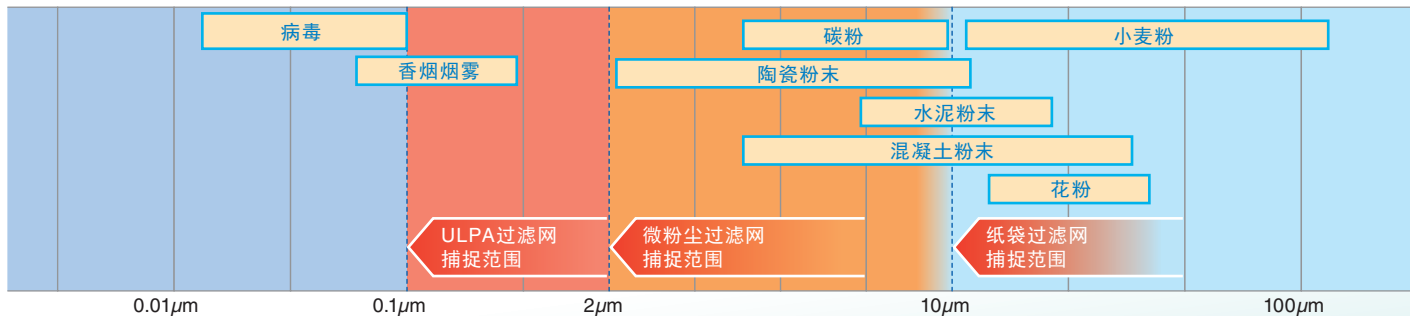 病毒
碳粉
小麦粉
香烟烟雾
陶瓷粉末
水泥粉末
混凝土粉末
花粉
ULPA过滤网
捕捉范围
微粉尘过滤网
捕捉范围
纸袋过滤网
捕捉范围
0.01μm
0.1μm
2μm
10μm
100μm